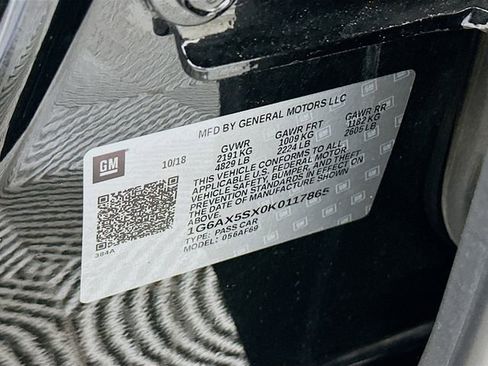 MFD BY GENERAL MOTORS LLC
GM
10/18
GVWR GAWR FRT GAWR RR
2191 KG 1009 KG 1182 KG
4829 LB 2224 LB 2605 LB
THIS VEHICLE CONFORMS TO ALL
APPLICABLE U.S. FEDERAL MOTOR
VEHICLE SAFETY, BUMPER, AND THEFT
PREVENTION STANDARDS IN EFFECT ON
THE DATE OF MANUFACTURE SHOWN
ABOVE.
1G6AX5SX0K0117865
TYPE: PASS CAR
MODEL: 056AF69
384A